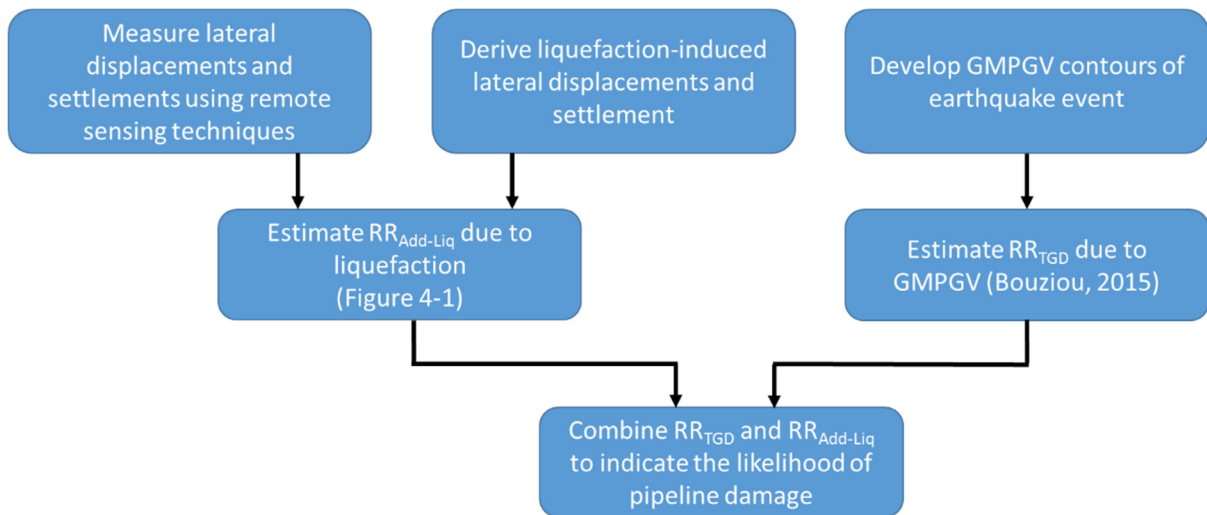 Measure lateral
displacements and
settlements using remote
sensing techniques
Derive liquefaction-induced
lateral displacements and
settlement
Develop GMPGV contours of
earthquake event
Estimate RRAdd-Liq due to
liquefaction
(Figure 4-1)
Estimate RRTGD due to
GMPGV (Bouziou, 2015)
Combine RRTGD and RRAdd-Liq
to indicate the likelihood of
pipeline damage